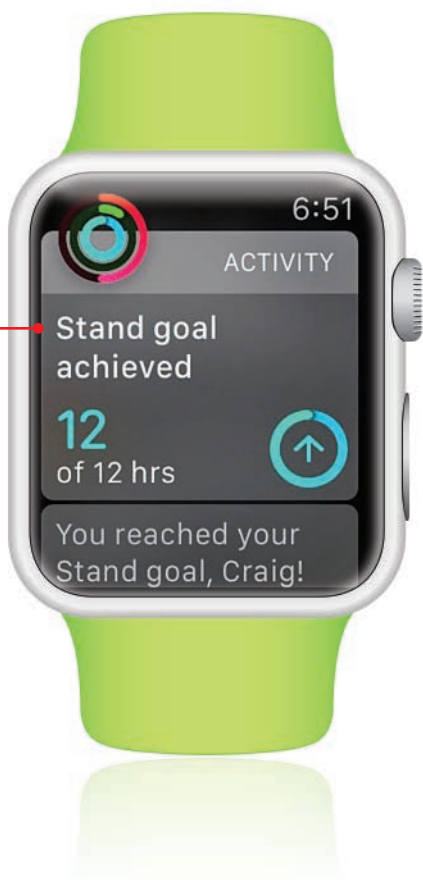 6:51
ACTIVITY
Stand goal
achieved
12
of 12 hrs
You reached your
Stand goal, Craig!